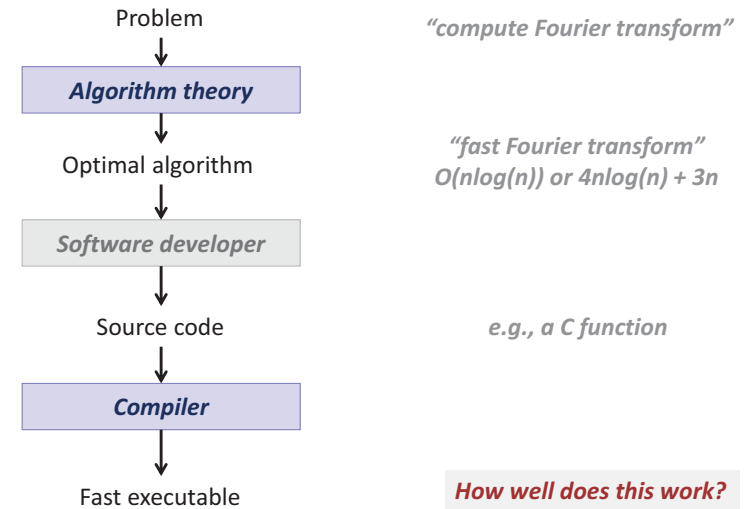 Problem
“compute Fourier transform”
Algorithm theory
Optimal algorithm
“fast Fourier transform”
O(nlog(n)) or 4nlog(n) + 3n
Software developer
Source code
e.g., a C function
Compiler
Fast executable
How well does this work?